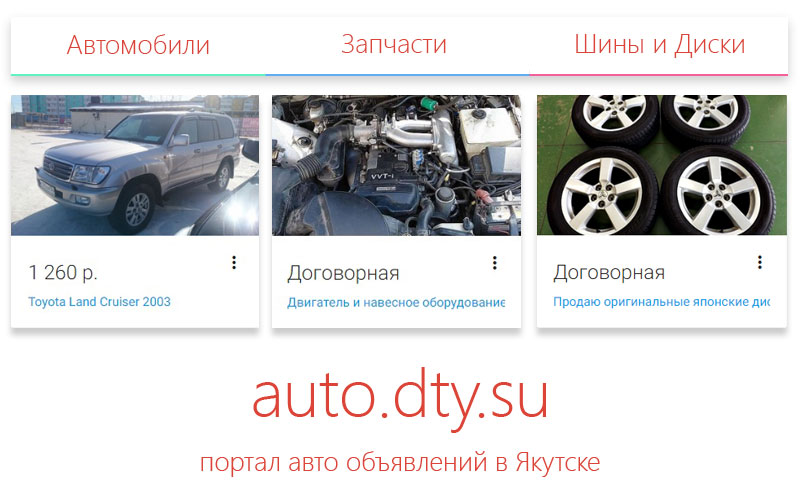 Автомобили
Запчасти
Шины и Диски
VVT-i
1 260 р.
Toyota Land Cruiser 2003
Договорная
Двигатель и навесное оборудование
Договорная
Продаю оригинальные японские дис
auto.dty.su
портал авто объявлений в Якутске